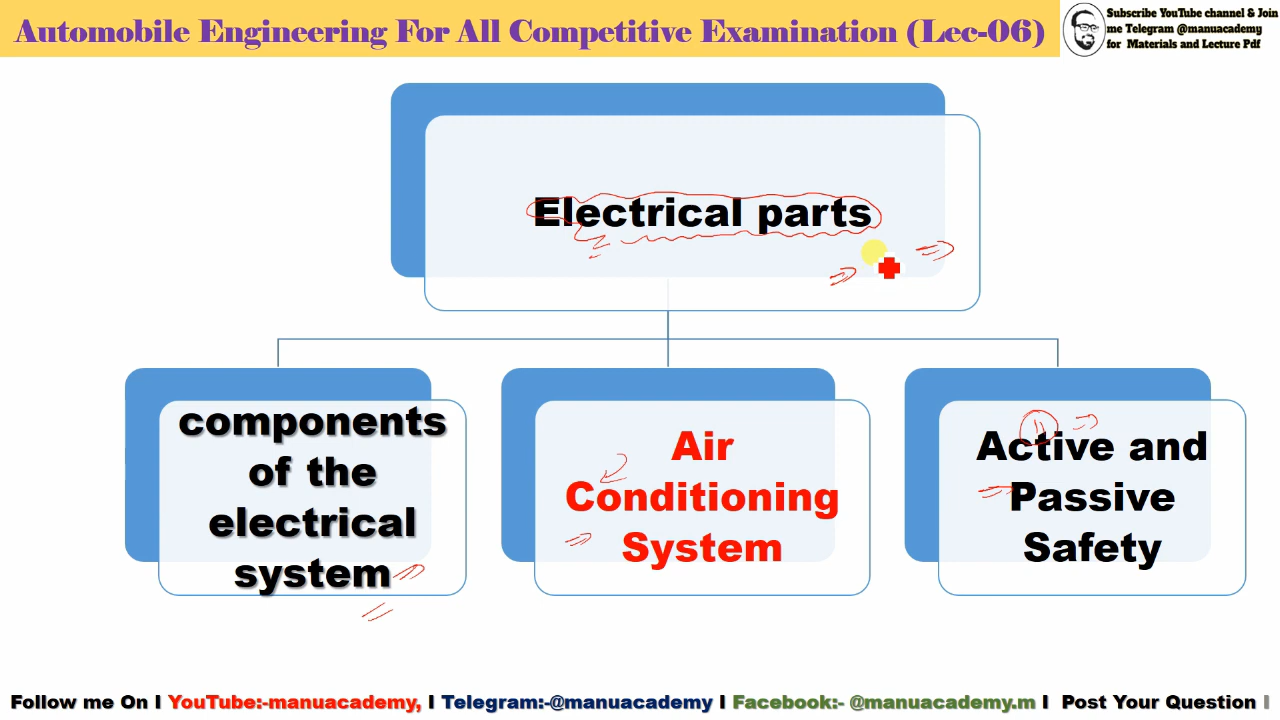 Automobile Engineering For All Competitive Examination (Lec-06)
Subscribe YouTube channel & Join
me Telegram @manuacademy
for Materials and Lecture Pdf
Electrical parts
components
of the
electrical
system
Air
Conditioning
System
Active and
Passive
Safety
Follow me On I YouTube:-manuacademy, I Telegram:-@manuacademy I Facebook:- @manuacademy.m I Post Your Question I